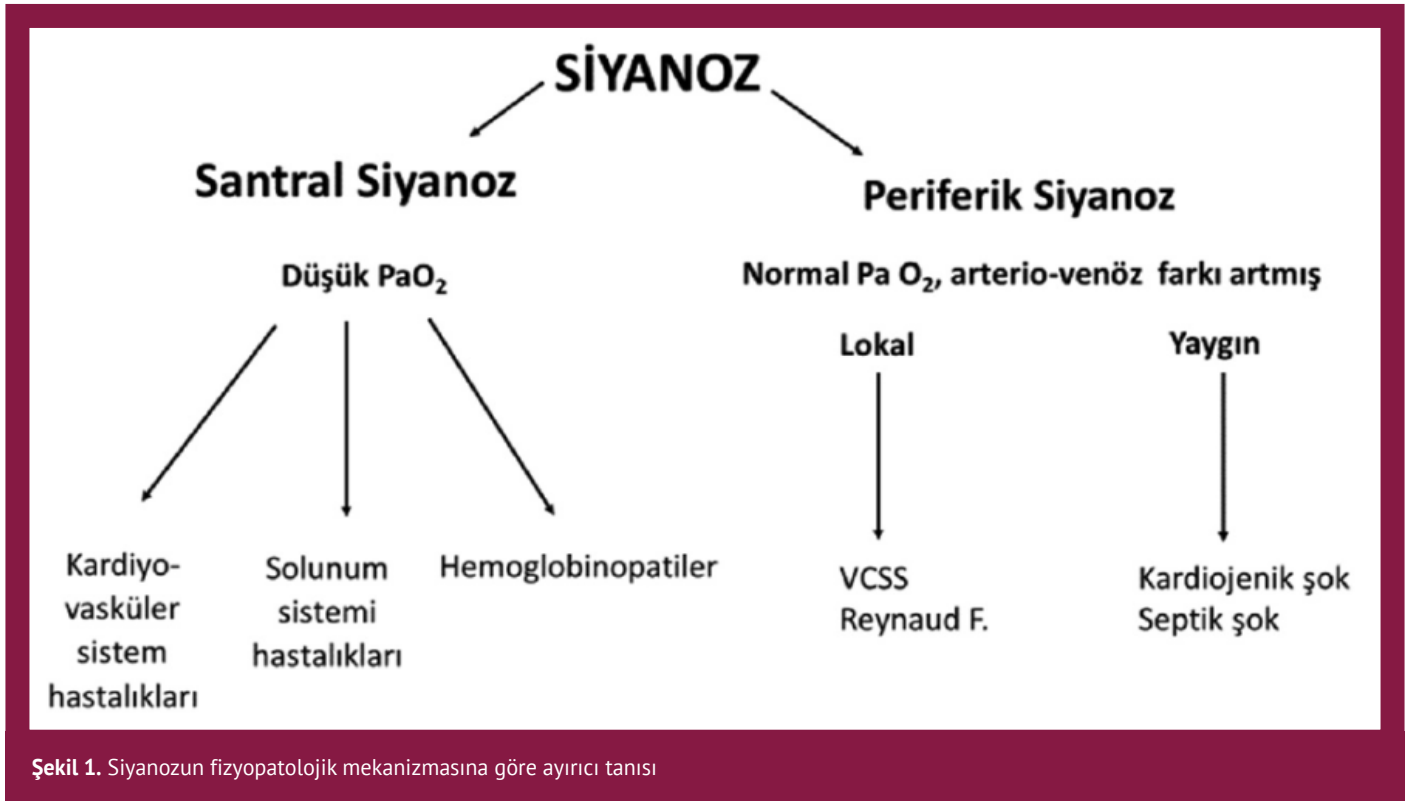 SİYANOZ
Santral Siyanoz
Düşük PaO₂
Kardiyo-
vasküler
sistem
hastalıkları
Solunum
sistemi
hastalıkları
Hemoglobinopatiler
Periferik Siyanoz
Normal Pa O₂, arterio-venöz farkı artmış
Lokal
VCSS
Reynaud F.
Yaygın
Kardiojenik şok
Septik şok
Şekil 1. Siyanozun fizyopatolojik mekanizmasına göre ayırıcı tanısı